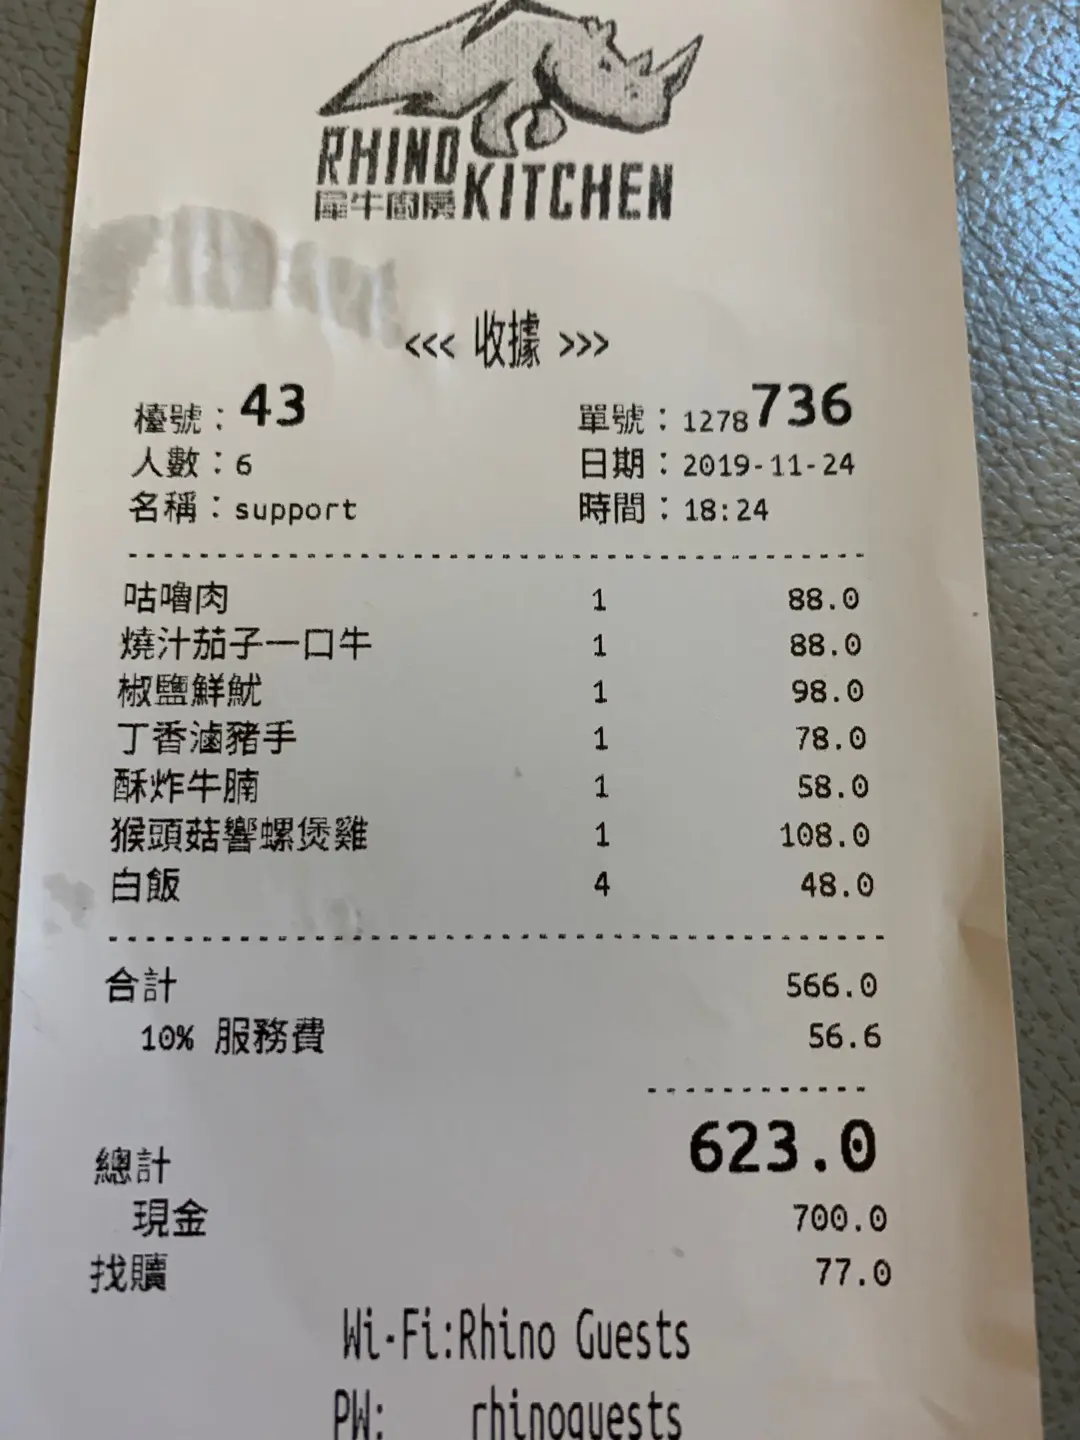 RHINO KITCHEN
犀牛廚房
<<< 收據 >>>
檯號：43 單號：1278736
人數：6 日期：2019-11-24
名稱：support 時間：18:24
咕嚕肉 1 88.0
燒汁茄子一口牛 1 88.0
椒鹽鮮魷 1 98.0
丁香滷豬手 1 78.0
酥炸牛腩 1 58.0
猴頭菇響螺煲雞 1 108.0
白飯 4 48.0
合計 566.0
10% 服務費 56.6
總計 623.0
現金 700.0
找贖 77.0
Wi-Fi:Rhino Guests
PW: rhinoguests